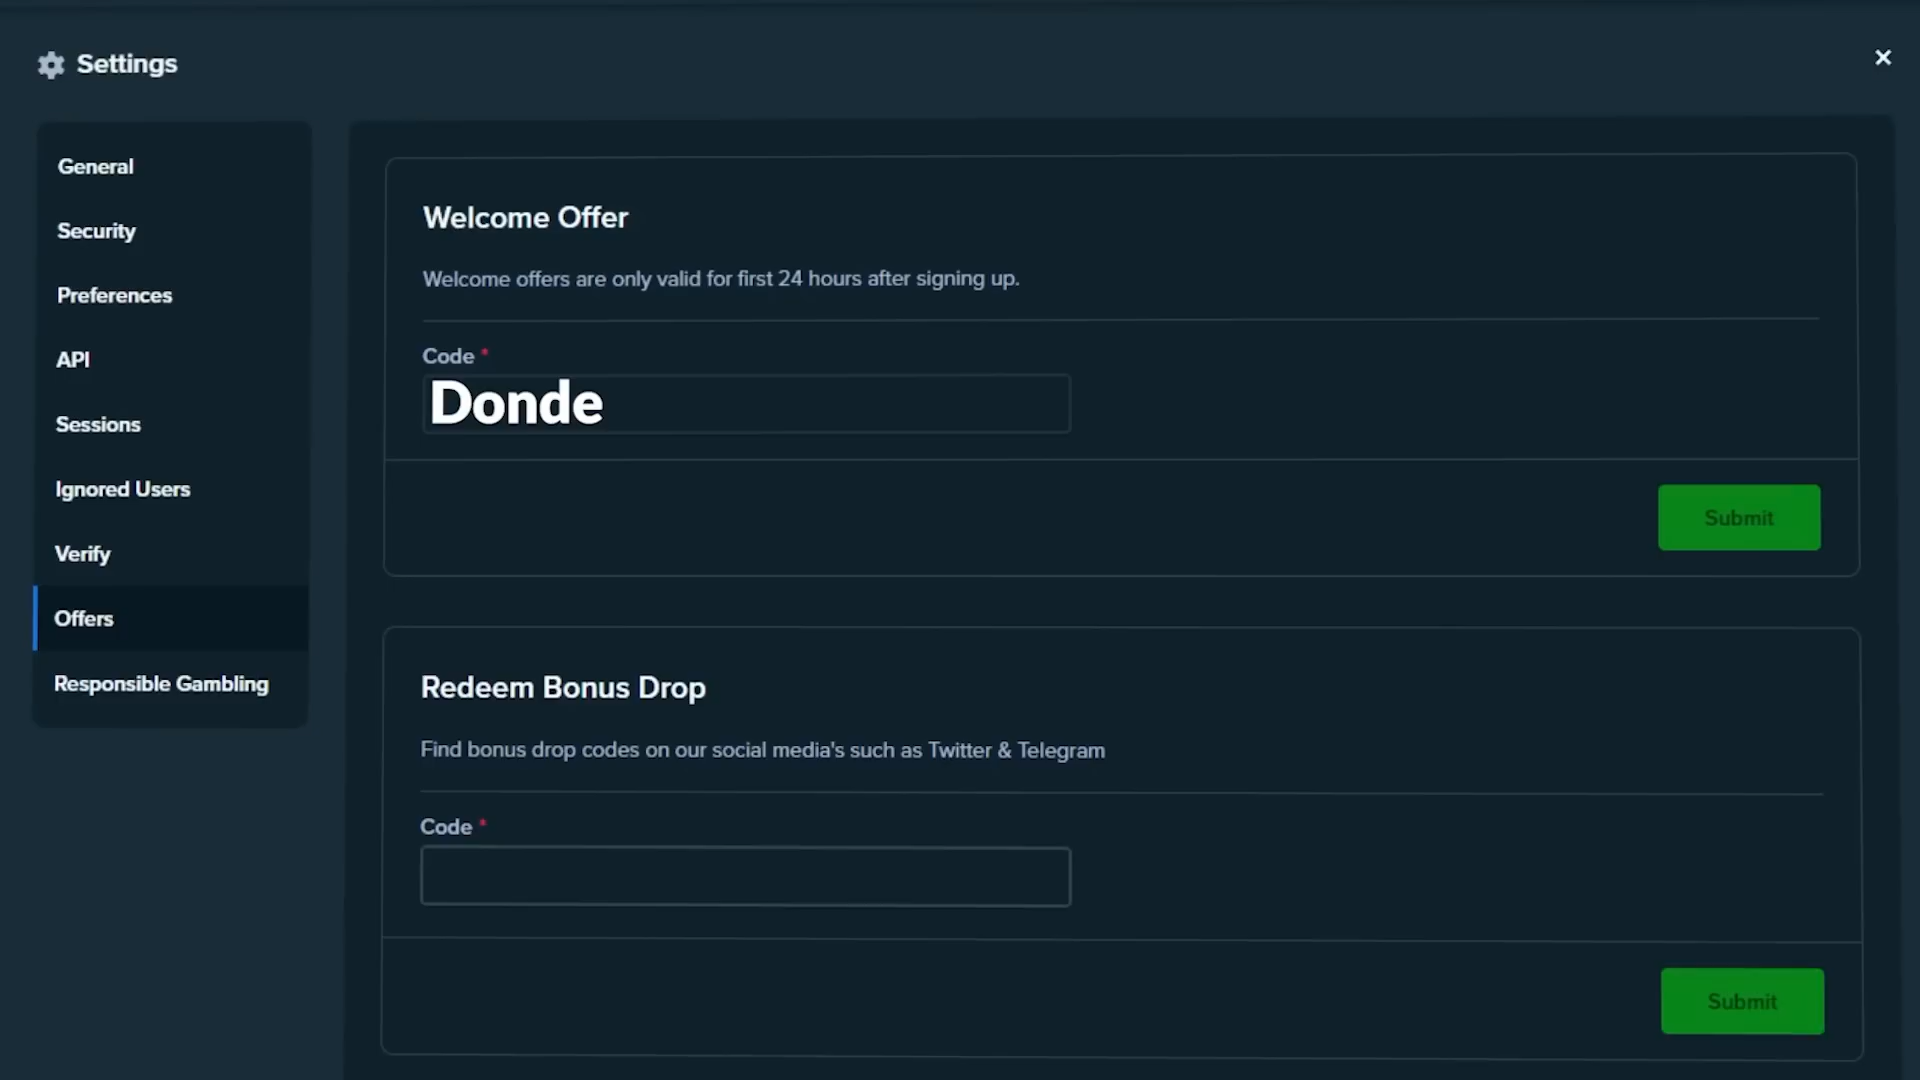 Settings
General
Security
Preferences
API
Sessions
Ignored Users
Verify
Offers
Responsible Gambling
Welcome Offer
Welcome offers are only valid for first 24 hours after signing up.
Code *
Donde
Submit
Redeem Bonus Drop
Find bonus drop codes on our social media's such as Twitter & Telegram
Code *
Submit